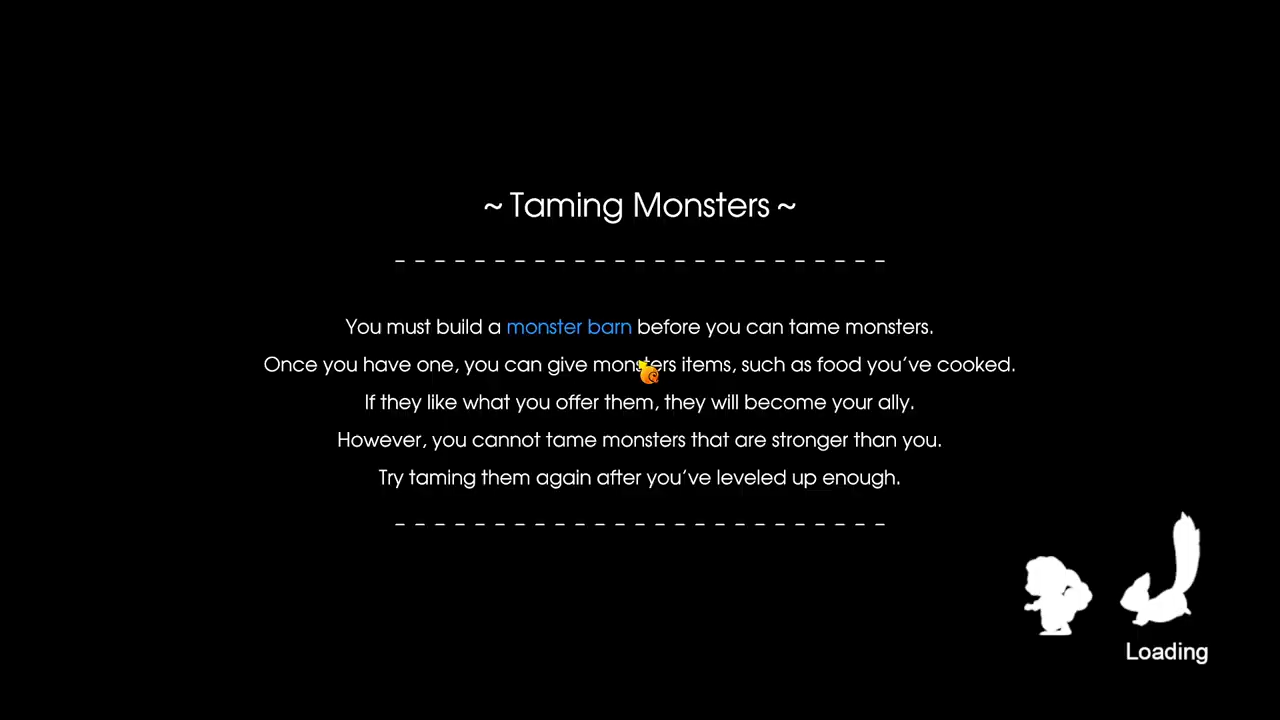 ~ Taming Monsters ~
You must build a monster barn before you can tame monsters.
Once you have one, you can give monsters items, such as food you've cooked.
If they like what you offer them, they will become your ally.
However, you cannot tame monsters that are stronger than you.
Try taming them again after you've leveled up enough.
Loading